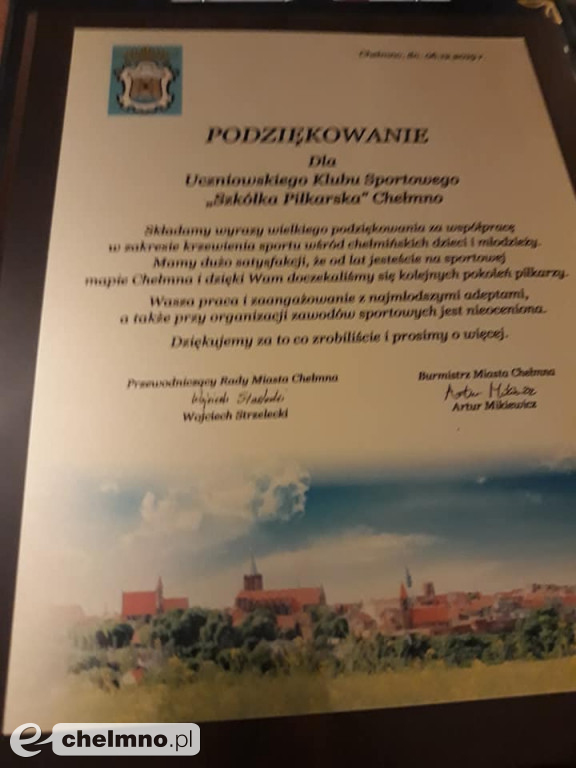 Chełmno,
PODZIĘKOWANIE
Dla
Uczniowskiego Klubu Sportowego
„Szkółka Piłkarska" Chełmno
Składamy wyrazy wielkiego podziękowania za współpracę
w zakresie krzewienia sportu wśród chełmińskich dzieci i młodzieży.
Mamy dużo satysfakcji, że od lat jesteście na sportowej
mapie Chełmna i dzięki Wam doczekaliśmy się kolejnych pokoleń piłkarzy.
Wasza praca i zaangażowanie z najmłodszymi adeptami,
a także przy organizacji zawodów sportowych jest nieoceniona.
Dziękujemy za to co zrobiliście i prosimy o więcej.
Przewodniczący Rady Miasta Chełmna
Wojciech Strzelecki
Burmistrz Miasta Chełmna
Artur Mikiewicz
e chelmno.pl